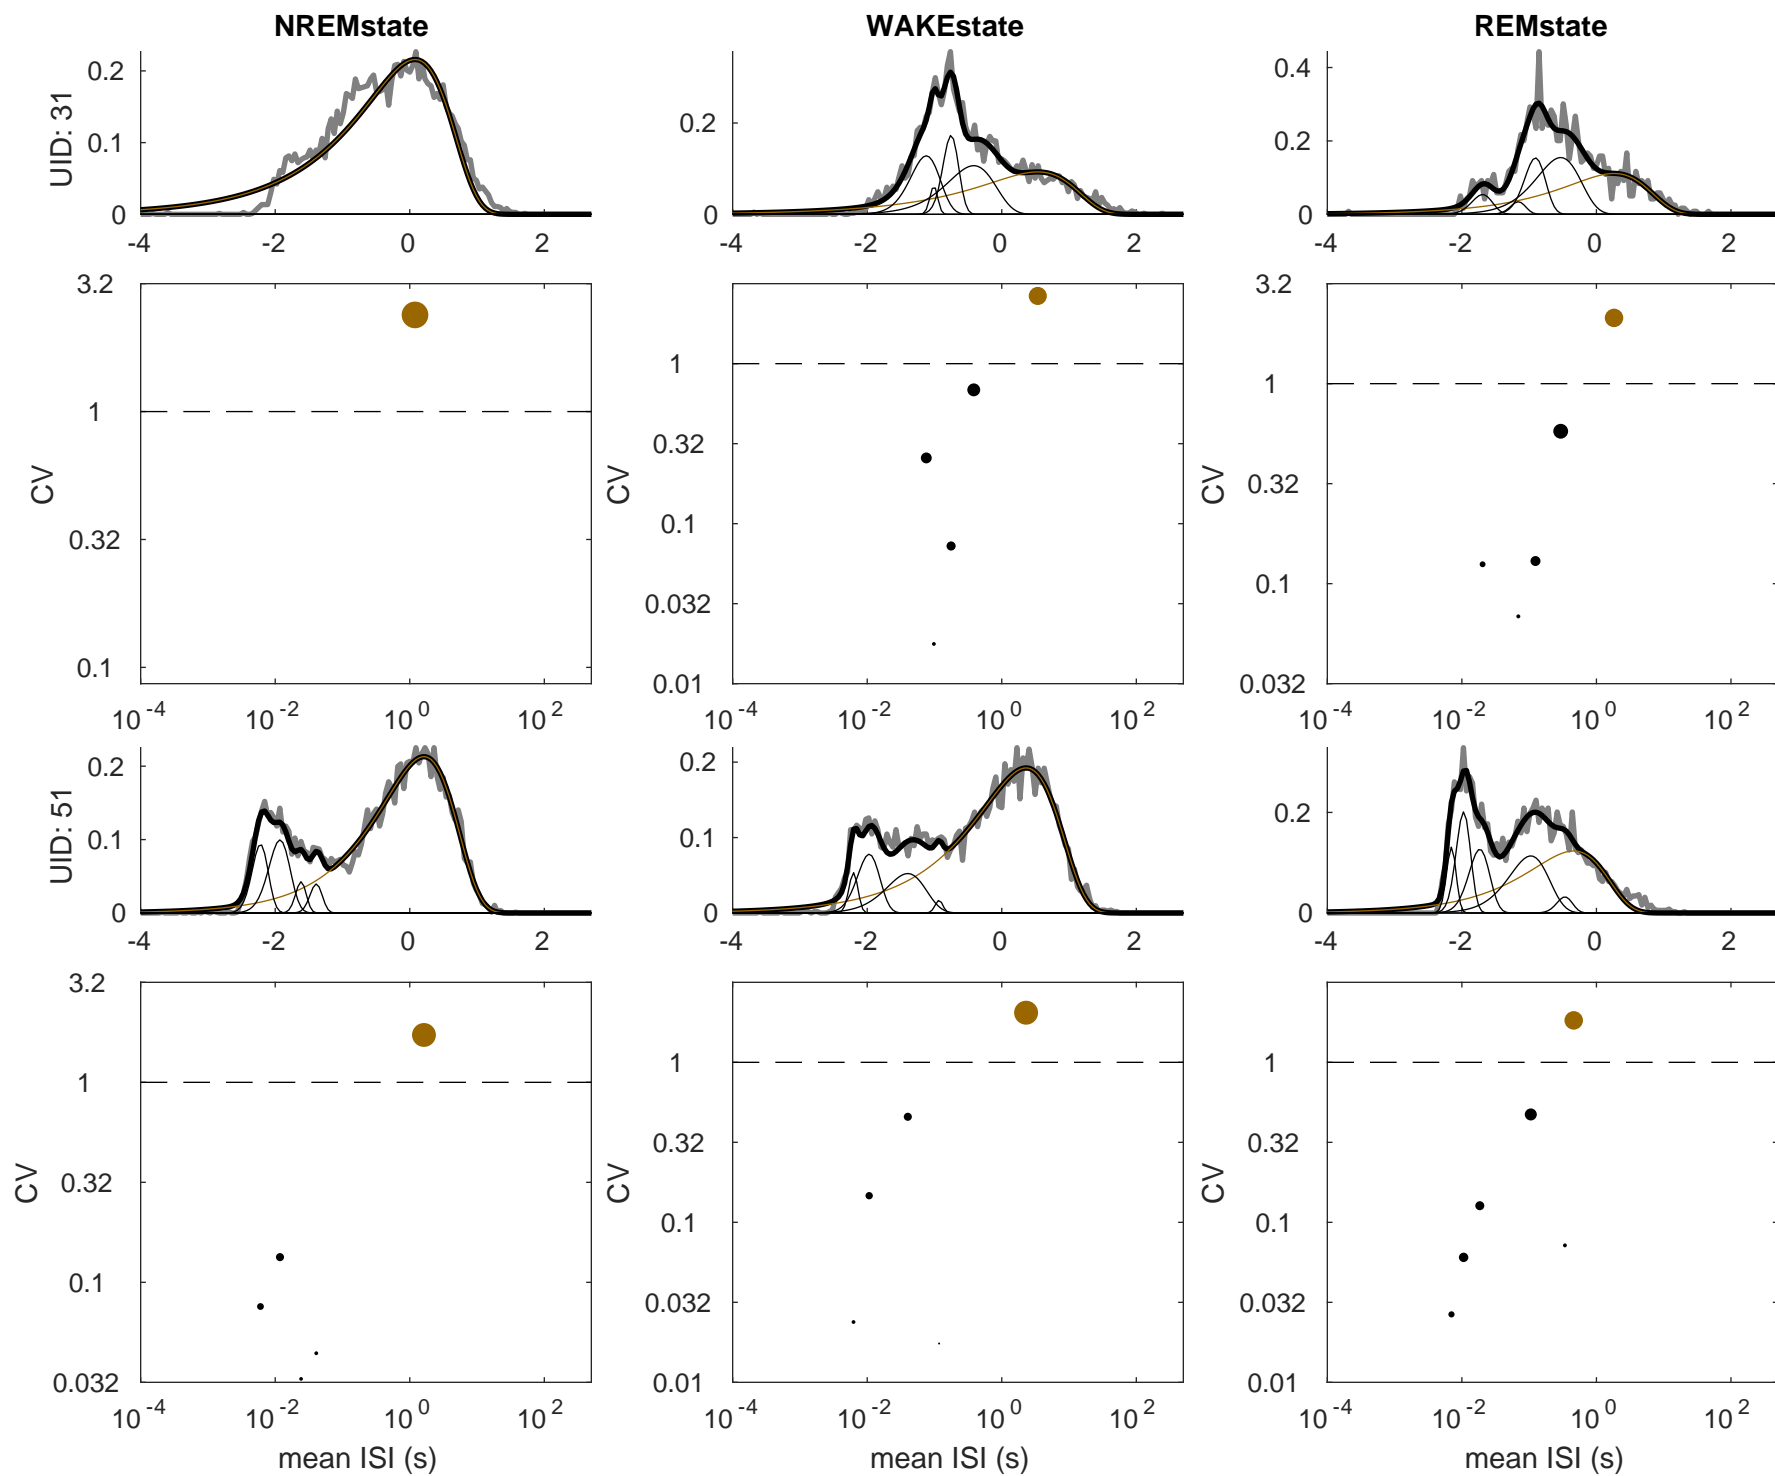 NREMstate WAKEstate REMstate
UID: 31
0.2 0.1 0
-4 -2 0 2
0.2 0
-4 -2 0 2
0.4 0.2 0
-4 -2 0 2
CV
3.2 1 0.32 0.1
10^-4 10^-2 10^0 10^2
CV
1 0.32 0.1 0.032 0.01
10^-4 10^-2 10^0 10^2
CV
3.2 1 0.32 0.1 0.032
10^-4 10^-2 10^0 10^2
UID: 51
0.2 0.1 0
-4 -2 0 2
0.2 0.1 0
-4 -2 0 2
0.2 0
-4 -2 0 2
CV
3.2 1 0.32 0.1 0.032
10^-4 10^-2 10^0 10^2
mean ISI (s)
CV
1 0.32 0.1 0.032 0.01
10^-4 10^-2 10^0 10^2
mean ISI (s)
CV
1 0.32 0.1 0.032 0.01
10^-4 10^-2 10^0 10^2
mean ISI (s)